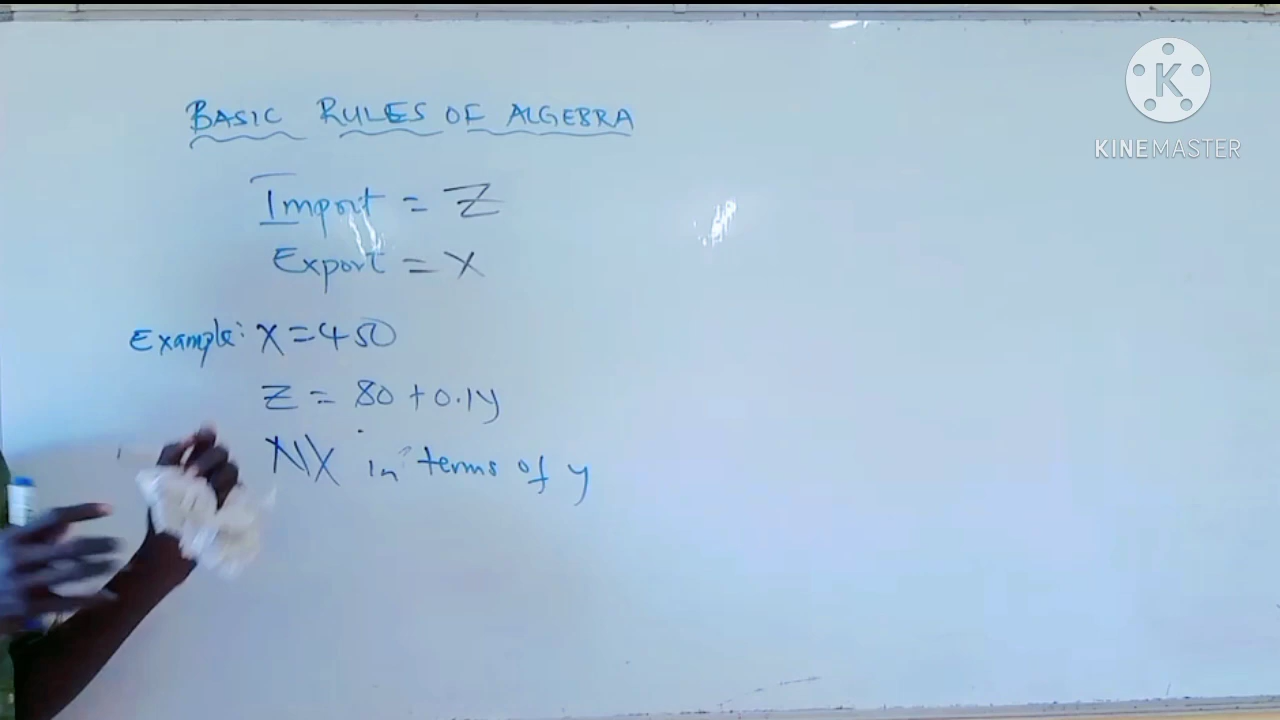 BASIC RULES OF ALGEBRA
Import = Z
Export = X
Example: X = 450
Z = 80 + 0.1y
NX in terms of y
K
KINEMASTER